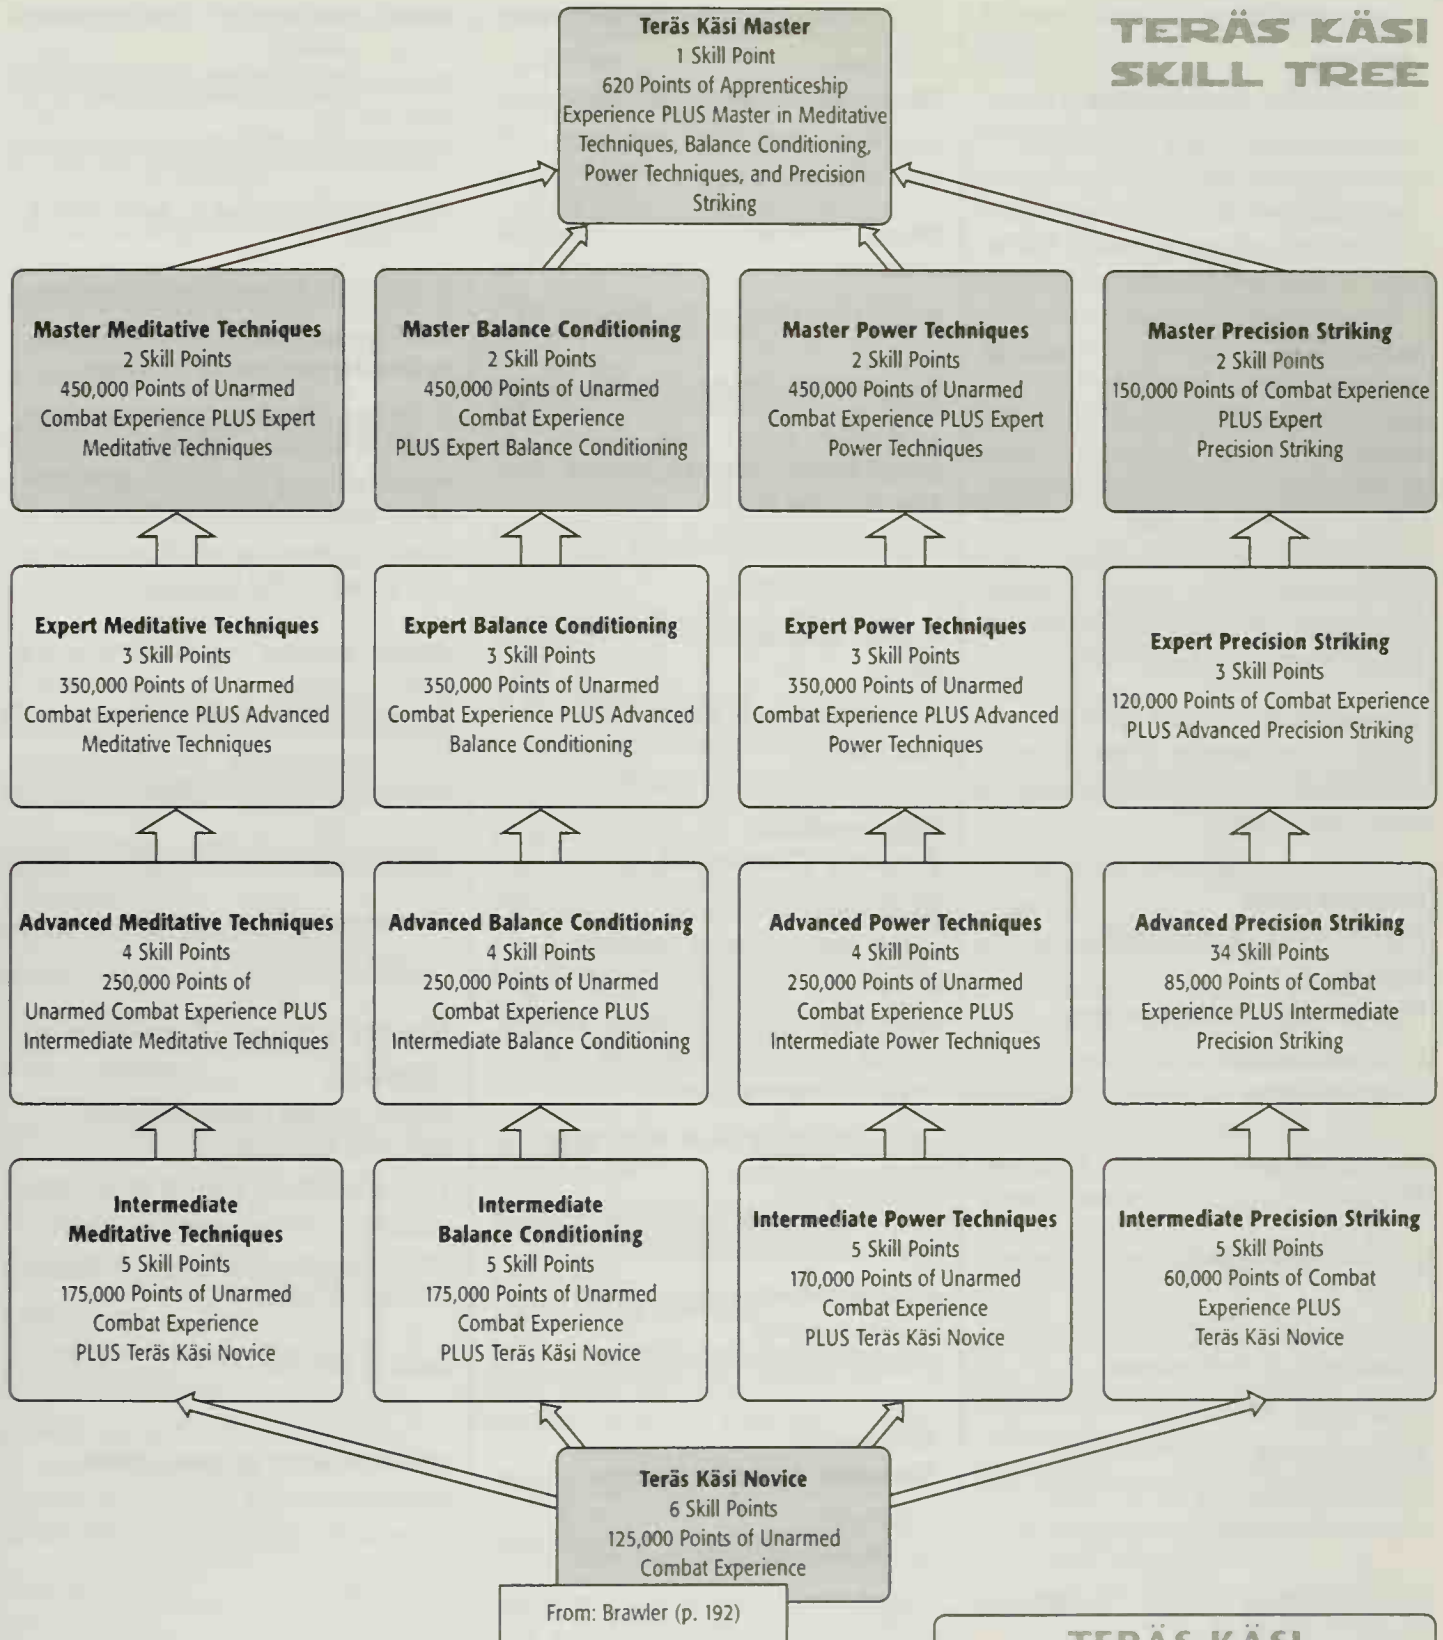 TERÄS KÄSI
SKILL TREE
Teräs Käsi Master
1 Skill Point
620 Points of Apprenticeship
Experience PLUS Master in Meditative
Techniques, Balance Conditioning,
Power Techniques, and Precision
Striking
Master Meditative Techniques
2 Skill Points
450,000 Points of Unarmed
Combat Experience PLUS Expert
Meditative Techniques
Master Balance Conditioning
2 Skill Points
450,000 Points of Unarmed
Combat Experience
PLUS Expert Balance Conditioning
Master Power Techniques
2 Skill Points
450,000 Points of Unarmed
Combat Experience PLUS Expert
Power Techniques
Master Precision Striking
2 Skill Points
150,000 Points of Combat Experience
PLUS Expert
Precision Striking
Expert Meditative Techniques
3 Skill Points
350,000 Points of Unarmed
Combat Experience PLUS Advanced
Meditative Techniques
Expert Balance Conditioning
3 Skill Points
350,000 Points of Unarmed
Combat Experience PLUS Advanced
Balance Conditioning
Expert Power Techniques
3 Skill Points
350,000 Points of Unarmed
Combat Experience PLUS Advanced
Power Techniques
Expert Precision Striking
3 Skill Points
120,000 Points of Combat Experience
PLUS Advanced Precision Striking
Advanced Meditative Techniques
4 Skill Points
250,000 Points of
Unarmed Combat Experience PLUS
Intermediate Meditative Techniques
Advanced Balance Conditioning
4 Skill Points
250,000 Points of Unarmed
Combat Experience PLUS
Intermediate Balance Conditioning
Advanced Power Techniques
4 Skill Points
250,000 Points of Unarmed
Combat Experience PLUS
Intermediate Power Techniques
Advanced Precision Striking
34 Skill Points
85,000 Points of Combat
Experience PLUS Intermediate
Precision Striking
Intermediate
Meditative Techniques
5 Skill Points
175,000 Points of Unarmed
Combat Experience
PLUS Teräs Käsi Novice
Intermediate
Balance Conditioning
5 Skill Points
175,000 Points of Unarmed
Combat Experience
PLUS Teräs Käsi Novice
Intermediate Power Techniques
5 Skill Points
170,000 Points of Unarmed
Combat Experience
PLUS Teräs Käsi Novice
Intermediate Precision Striking
5 Skill Points
60,000 Points of Combat
Experience PLUS
Teräs Käsi Novice
Teräs Käsi Novice
6 Skill Points
125,000 Points of Unarmed
Combat Experience
From: Brawler (p. 192)
TERÄS KÄSI